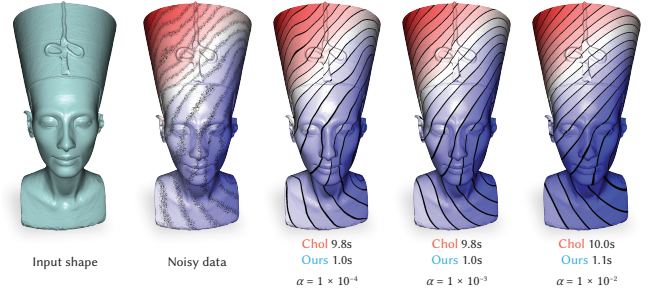 Input shape
Noisy data
Chol 9.8s
Ours 1.0s
α = 1 × 10⁻⁴
Chol 9.8s
Ours 1.0s
α = 1 × 10⁻³
Chol 10.0s
Ours 1.1s
α = 1 × 10⁻²